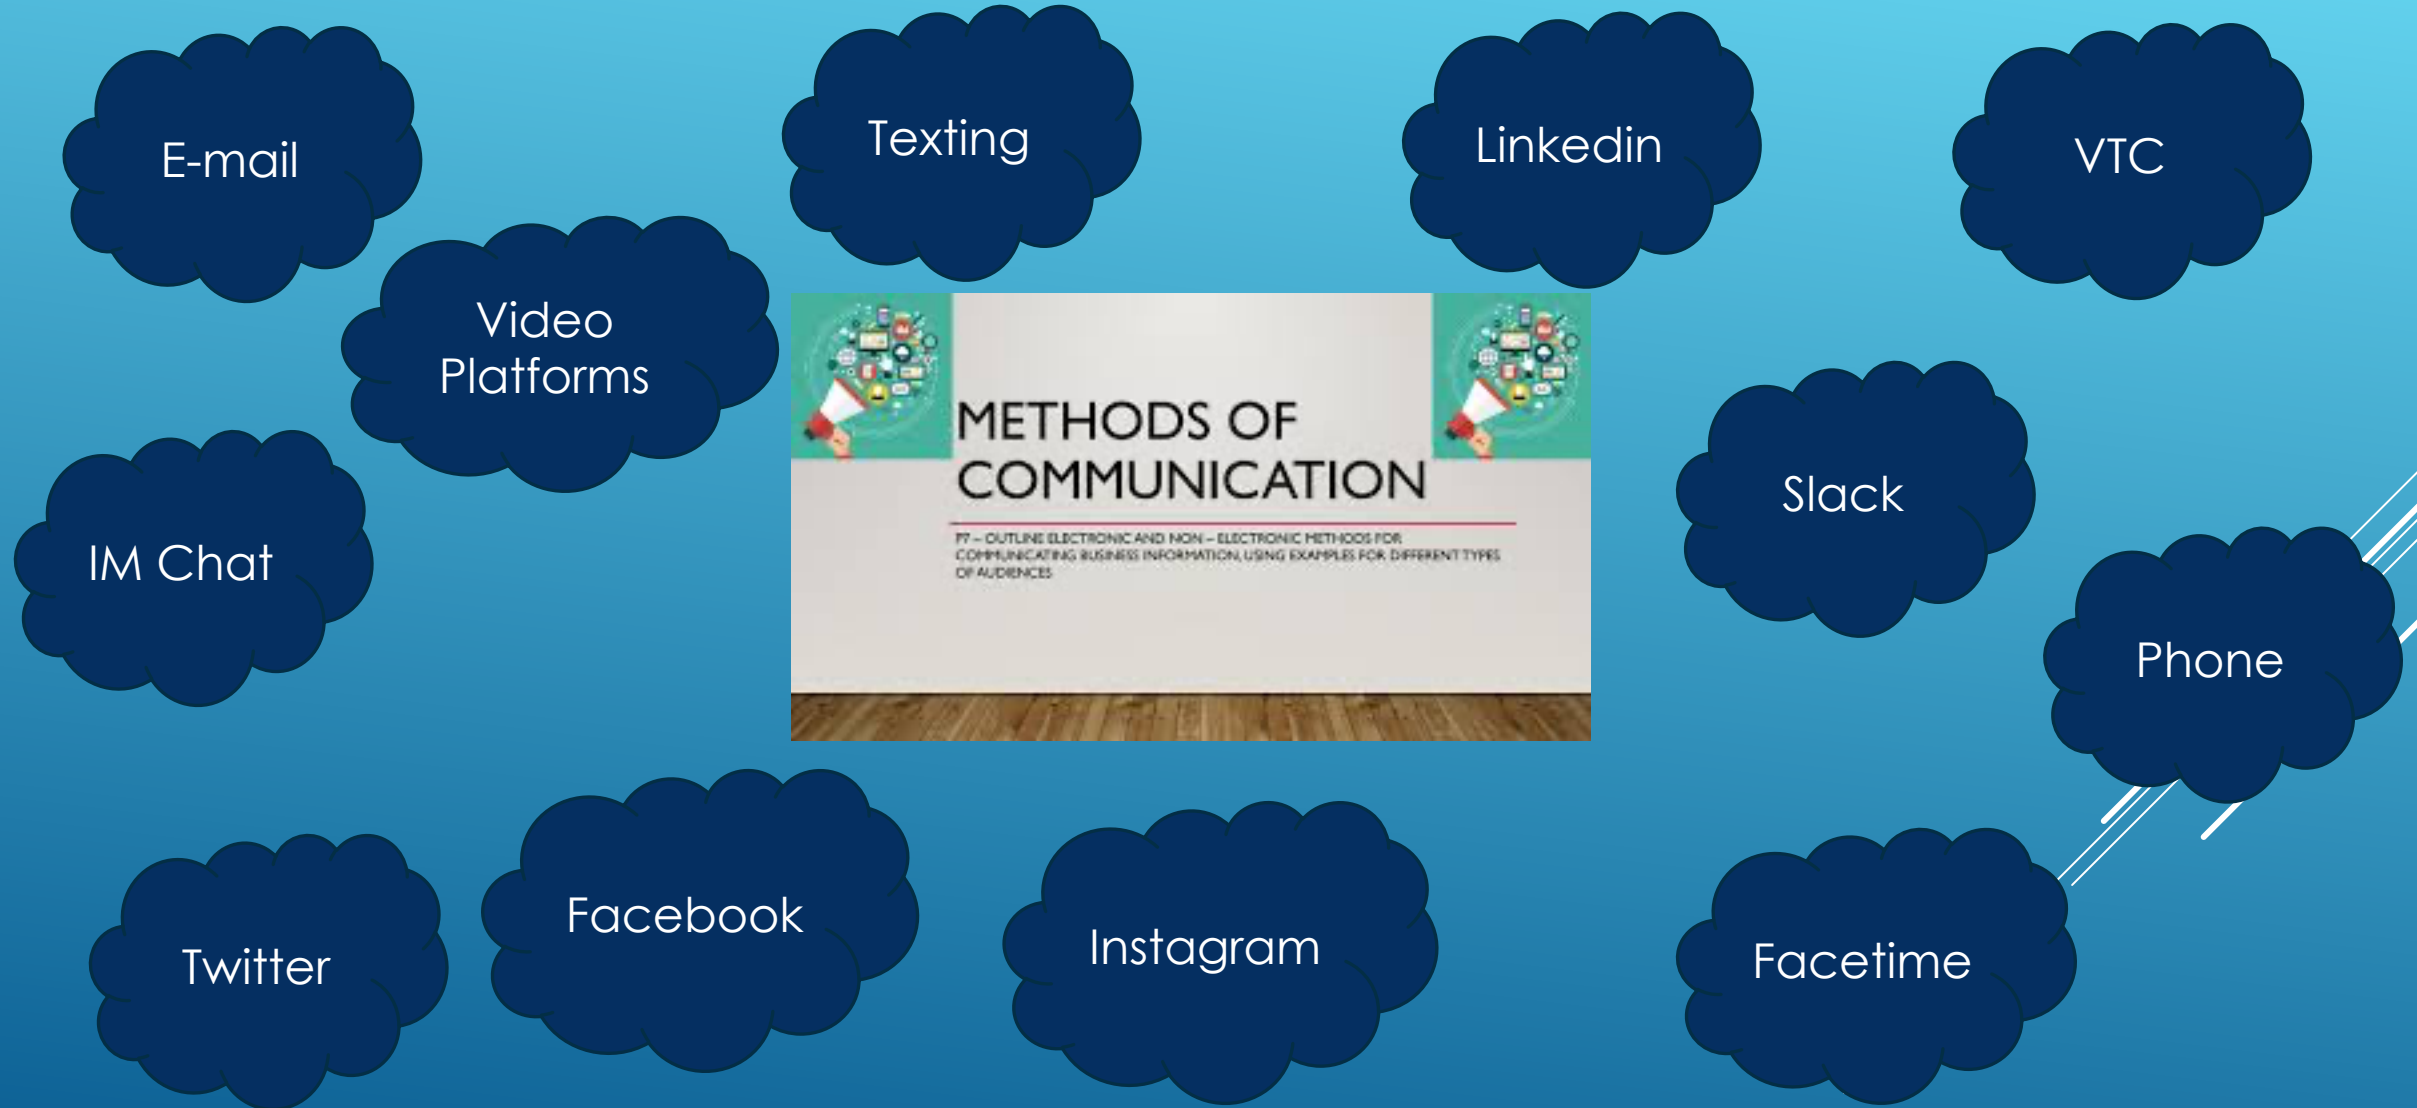 E-mail
Texting
Linkedin
VTC
Video
Platforms
METHODS OF
COMMUNICATION
P7 – OUTLINE ELECTRONIC AND NON – ELECTRONIC METHODS FOR
COMMUNICATING BUSINESS INFORMATION, USING EXAMPLES FOR DIFFERENT TYPES
OF AUDIENCES
Slack
IM Chat
Phone
Twitter
Facebook
Instagram
Facetime